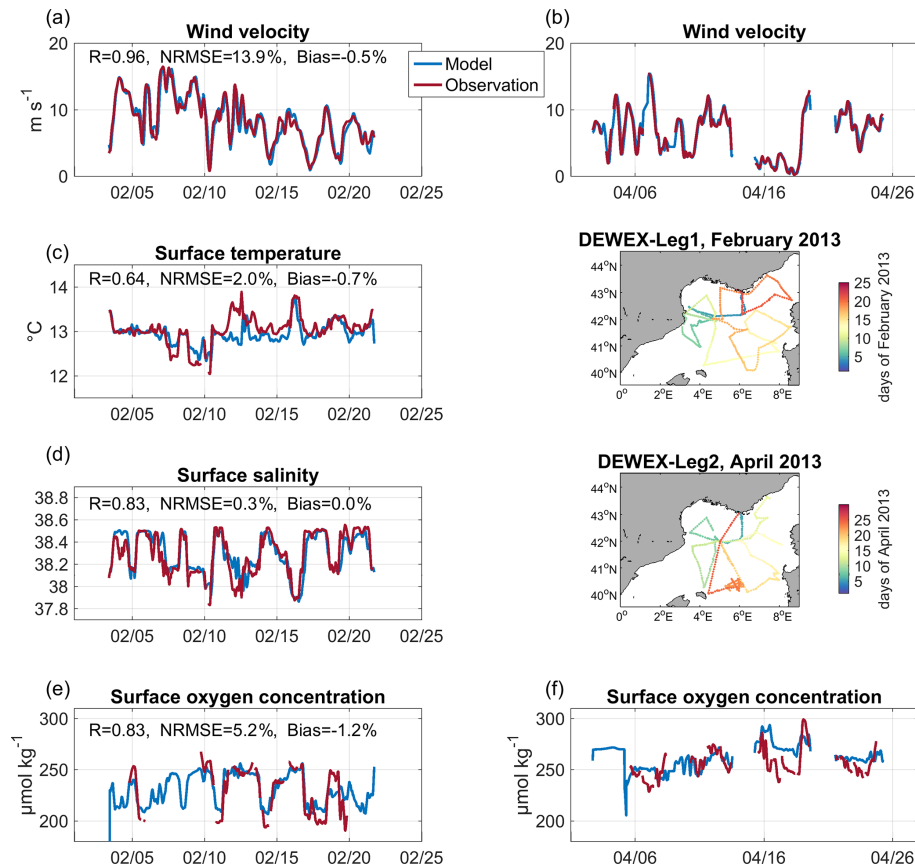 (a)
Wind velocity
R=0.96, NRMSE=13.9%, Bias=-0.5%
Model
Observation
20
10
0
m s⁻¹
02/05 02/10 02/15 02/20 02/25
(b)
Wind velocity
20
10
0
04/06 04/16 04/26
(c)
Surface temperature
R=0.64, NRMSE=2.0%, Bias=-0.7%
14
13
12
°C
02/05 02/10 02/15 02/20 02/25
DEWEX-Leg1, February 2013
44°N
43°N
42°N
41°N
40°N
0° 2°E 4°E 6°E 8°E
25
20
15
10
5
days of February 2013
(d)
Surface salinity
R=0.83, NRMSE=0.3%, Bias=0.0%
38.8
38.6
38.4
38.2
38
37.8
02/05 02/10 02/15 02/20 02/25
DEWEX-Leg2, April 2013
44°N
43°N
42°N
41°N
40°N
0° 2°E 4°E 6°E 8°E
25
20
15
10
5
days of April 2013
(e)
Surface oxygen concentration
R=0.83, NRMSE=5.2%, Bias=-1.2%
300
250
200
µmol kg⁻¹
02/05 02/10 02/15 02/20 02/25
(f)
Surface oxygen concentration
300
250
200
µmol kg⁻¹
04/06 04/16 04/26